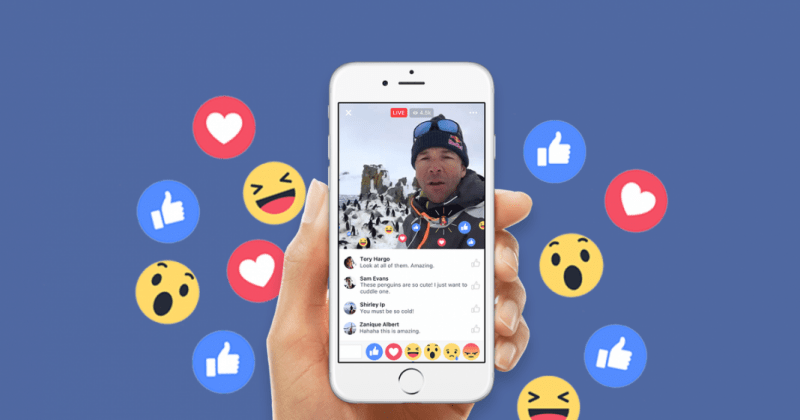 LIVE
Tery Hargo
Look at all of them. Amazing.
Sam Evans
These penguins are so cute! I just want to
cuddle one.
Shirley Ip
You must be so cold!
Zanique Albert
Hahaha this is amazing.